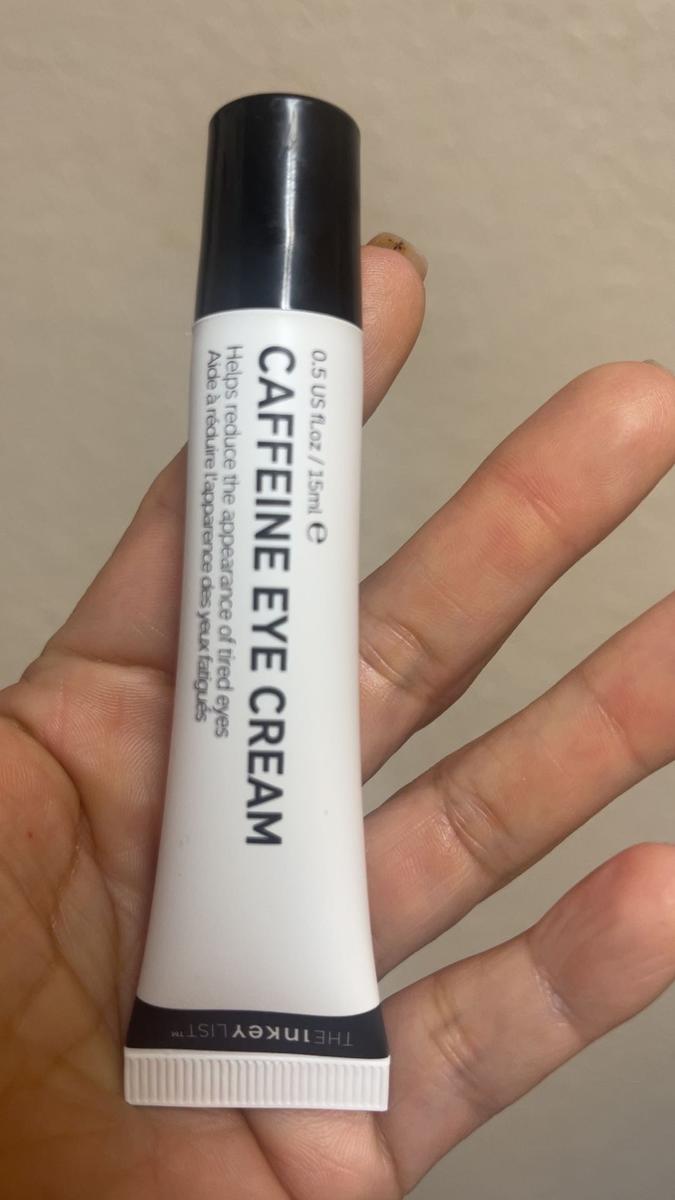 0.5 US fl.oz / 15ml ℮
CAFFEINE EYE CREAM
Helps reduce the appearance of tired eyes
Aide à réduire l'apparence des yeux fatigués
THE INKEY LIST™